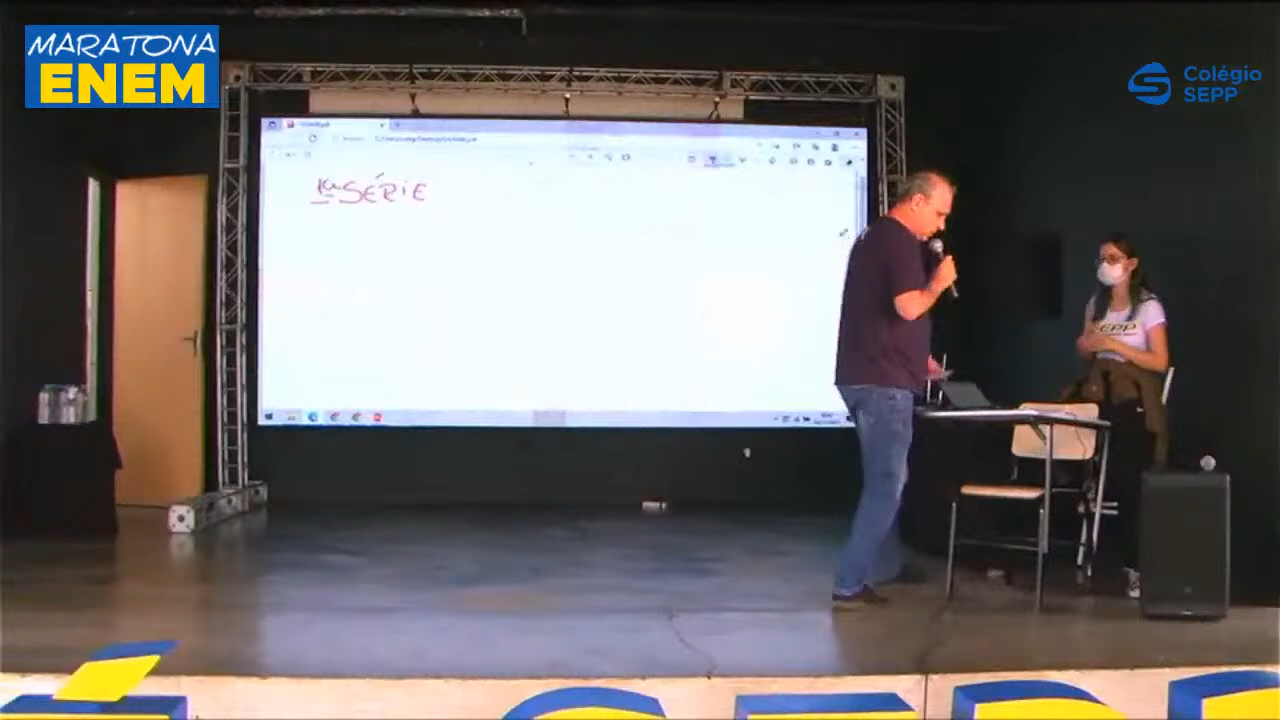 MARATONA
ENEM
Colégio
SEPP
1ª SÉRIE
SEPP